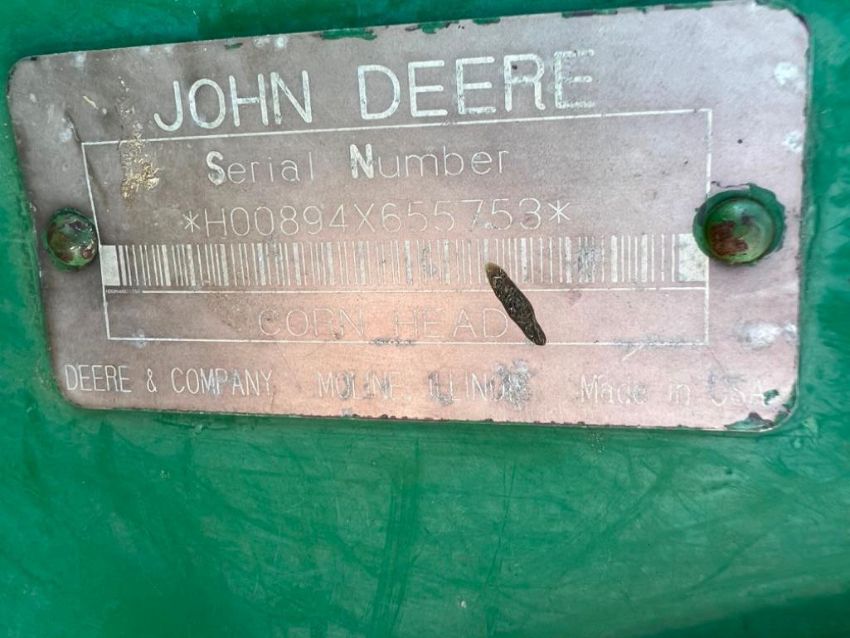 JOHN DEERE
Serial Number
*H00894X655753*
CORN HEAD
DEERE & COMPANY MOLINE, ILLINOIS Made in USA